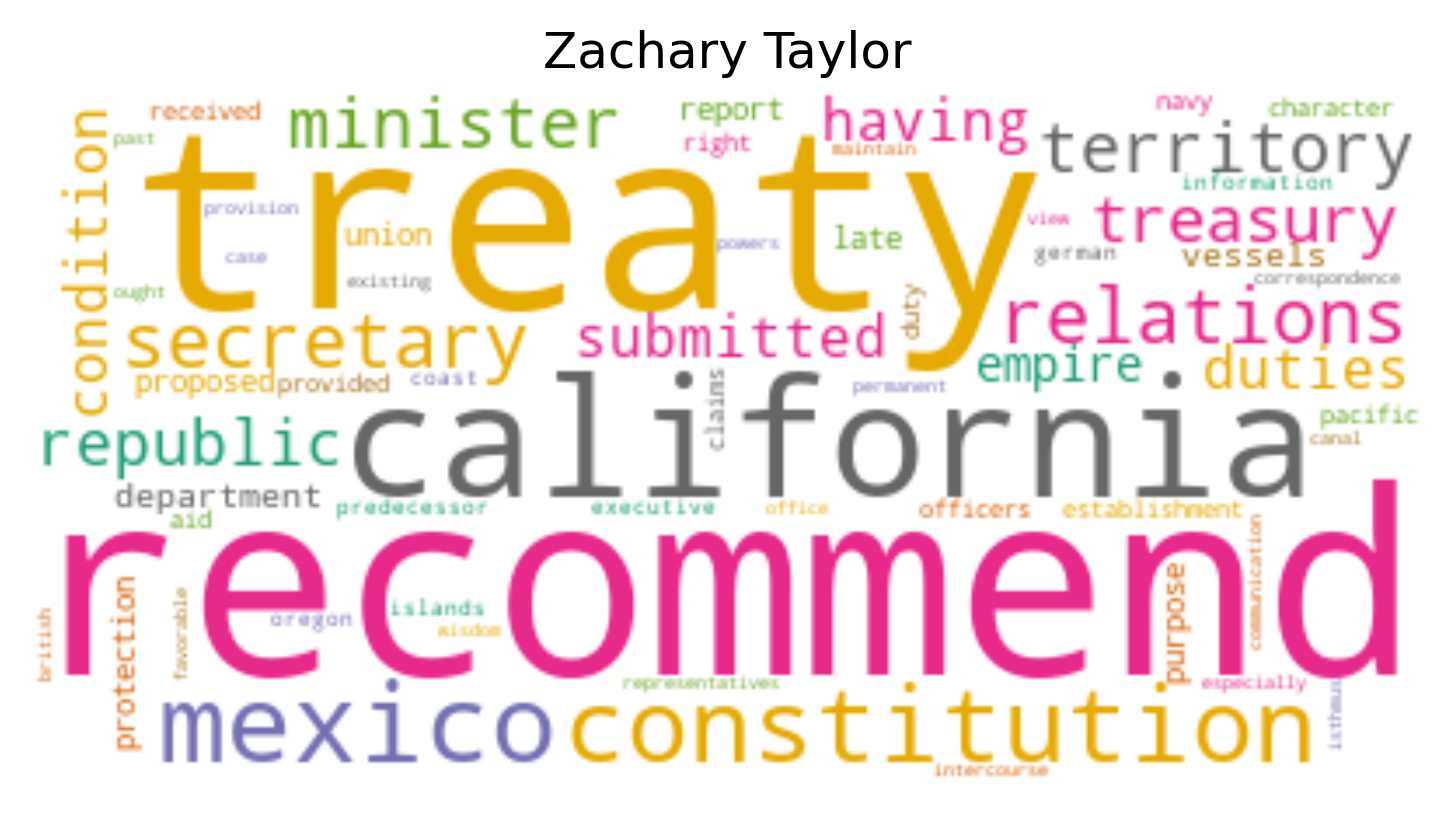 Zachary Taylor
received
minister
report
having
navy
character
past
right
maintain
territory
condition
treaty
information
provision
union
late
view
treasury
case
existing
powers
german
vessels
ought
duty
correspondence
secretary
submitted
relations
proposed
provided
coast
claims
permanent
empire
duties
republic
california
pacific
canal
department
predecessor
executive
office
officers
establishment
aid
recommend
british
protection
favorable
oregon
islands
wisdom
purpose
communication
representatives
especially
mexico
constitution
isthmus
intercourse